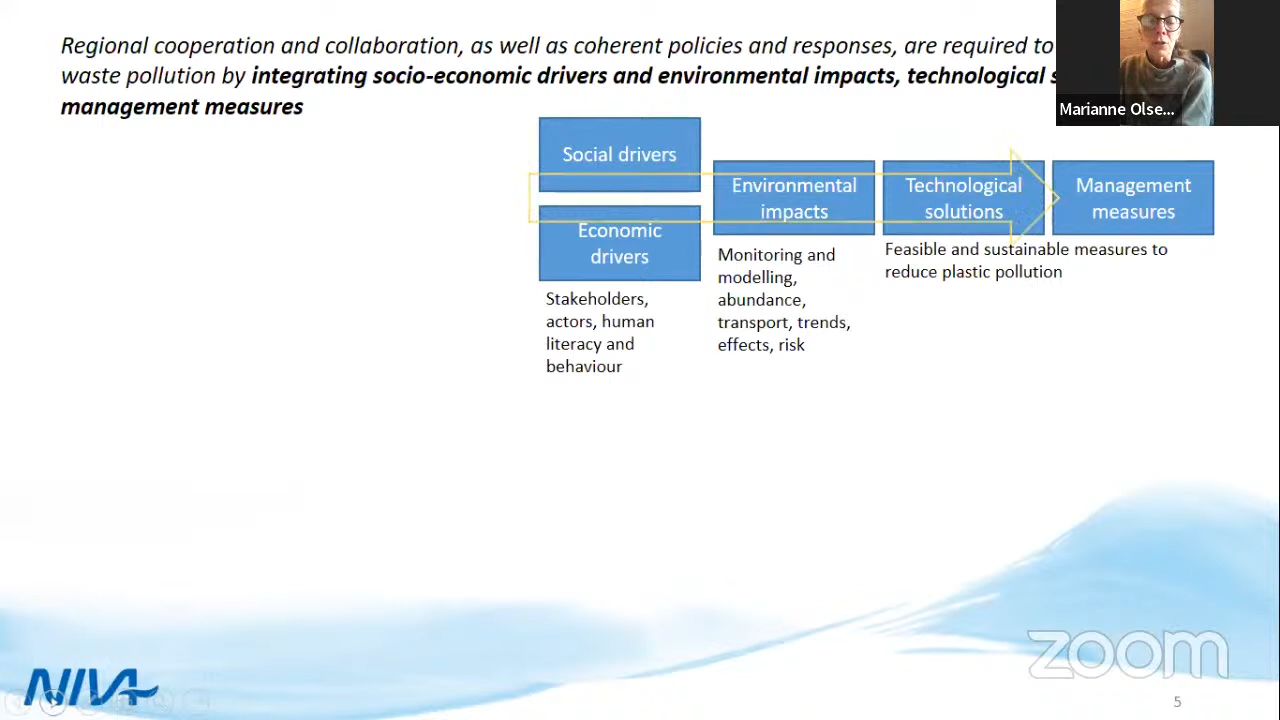 Regional cooperation and collaboration, as well as coherent policies and responses, are required to
waste pollution by integrating socio-economic drivers and environmental impacts, technological s
management measures
Marianne Olse...
Social drivers
Economic
drivers
Stakeholders,
actors, human
literacy and
behaviour
Environmental
impacts
Monitoring and
modelling,
abundance,
transport, trends,
effects, risk
Technological
solutions
Management
measures
Feasible and sustainable measures to
reduce plastic pollution
NIVA
zoom
5